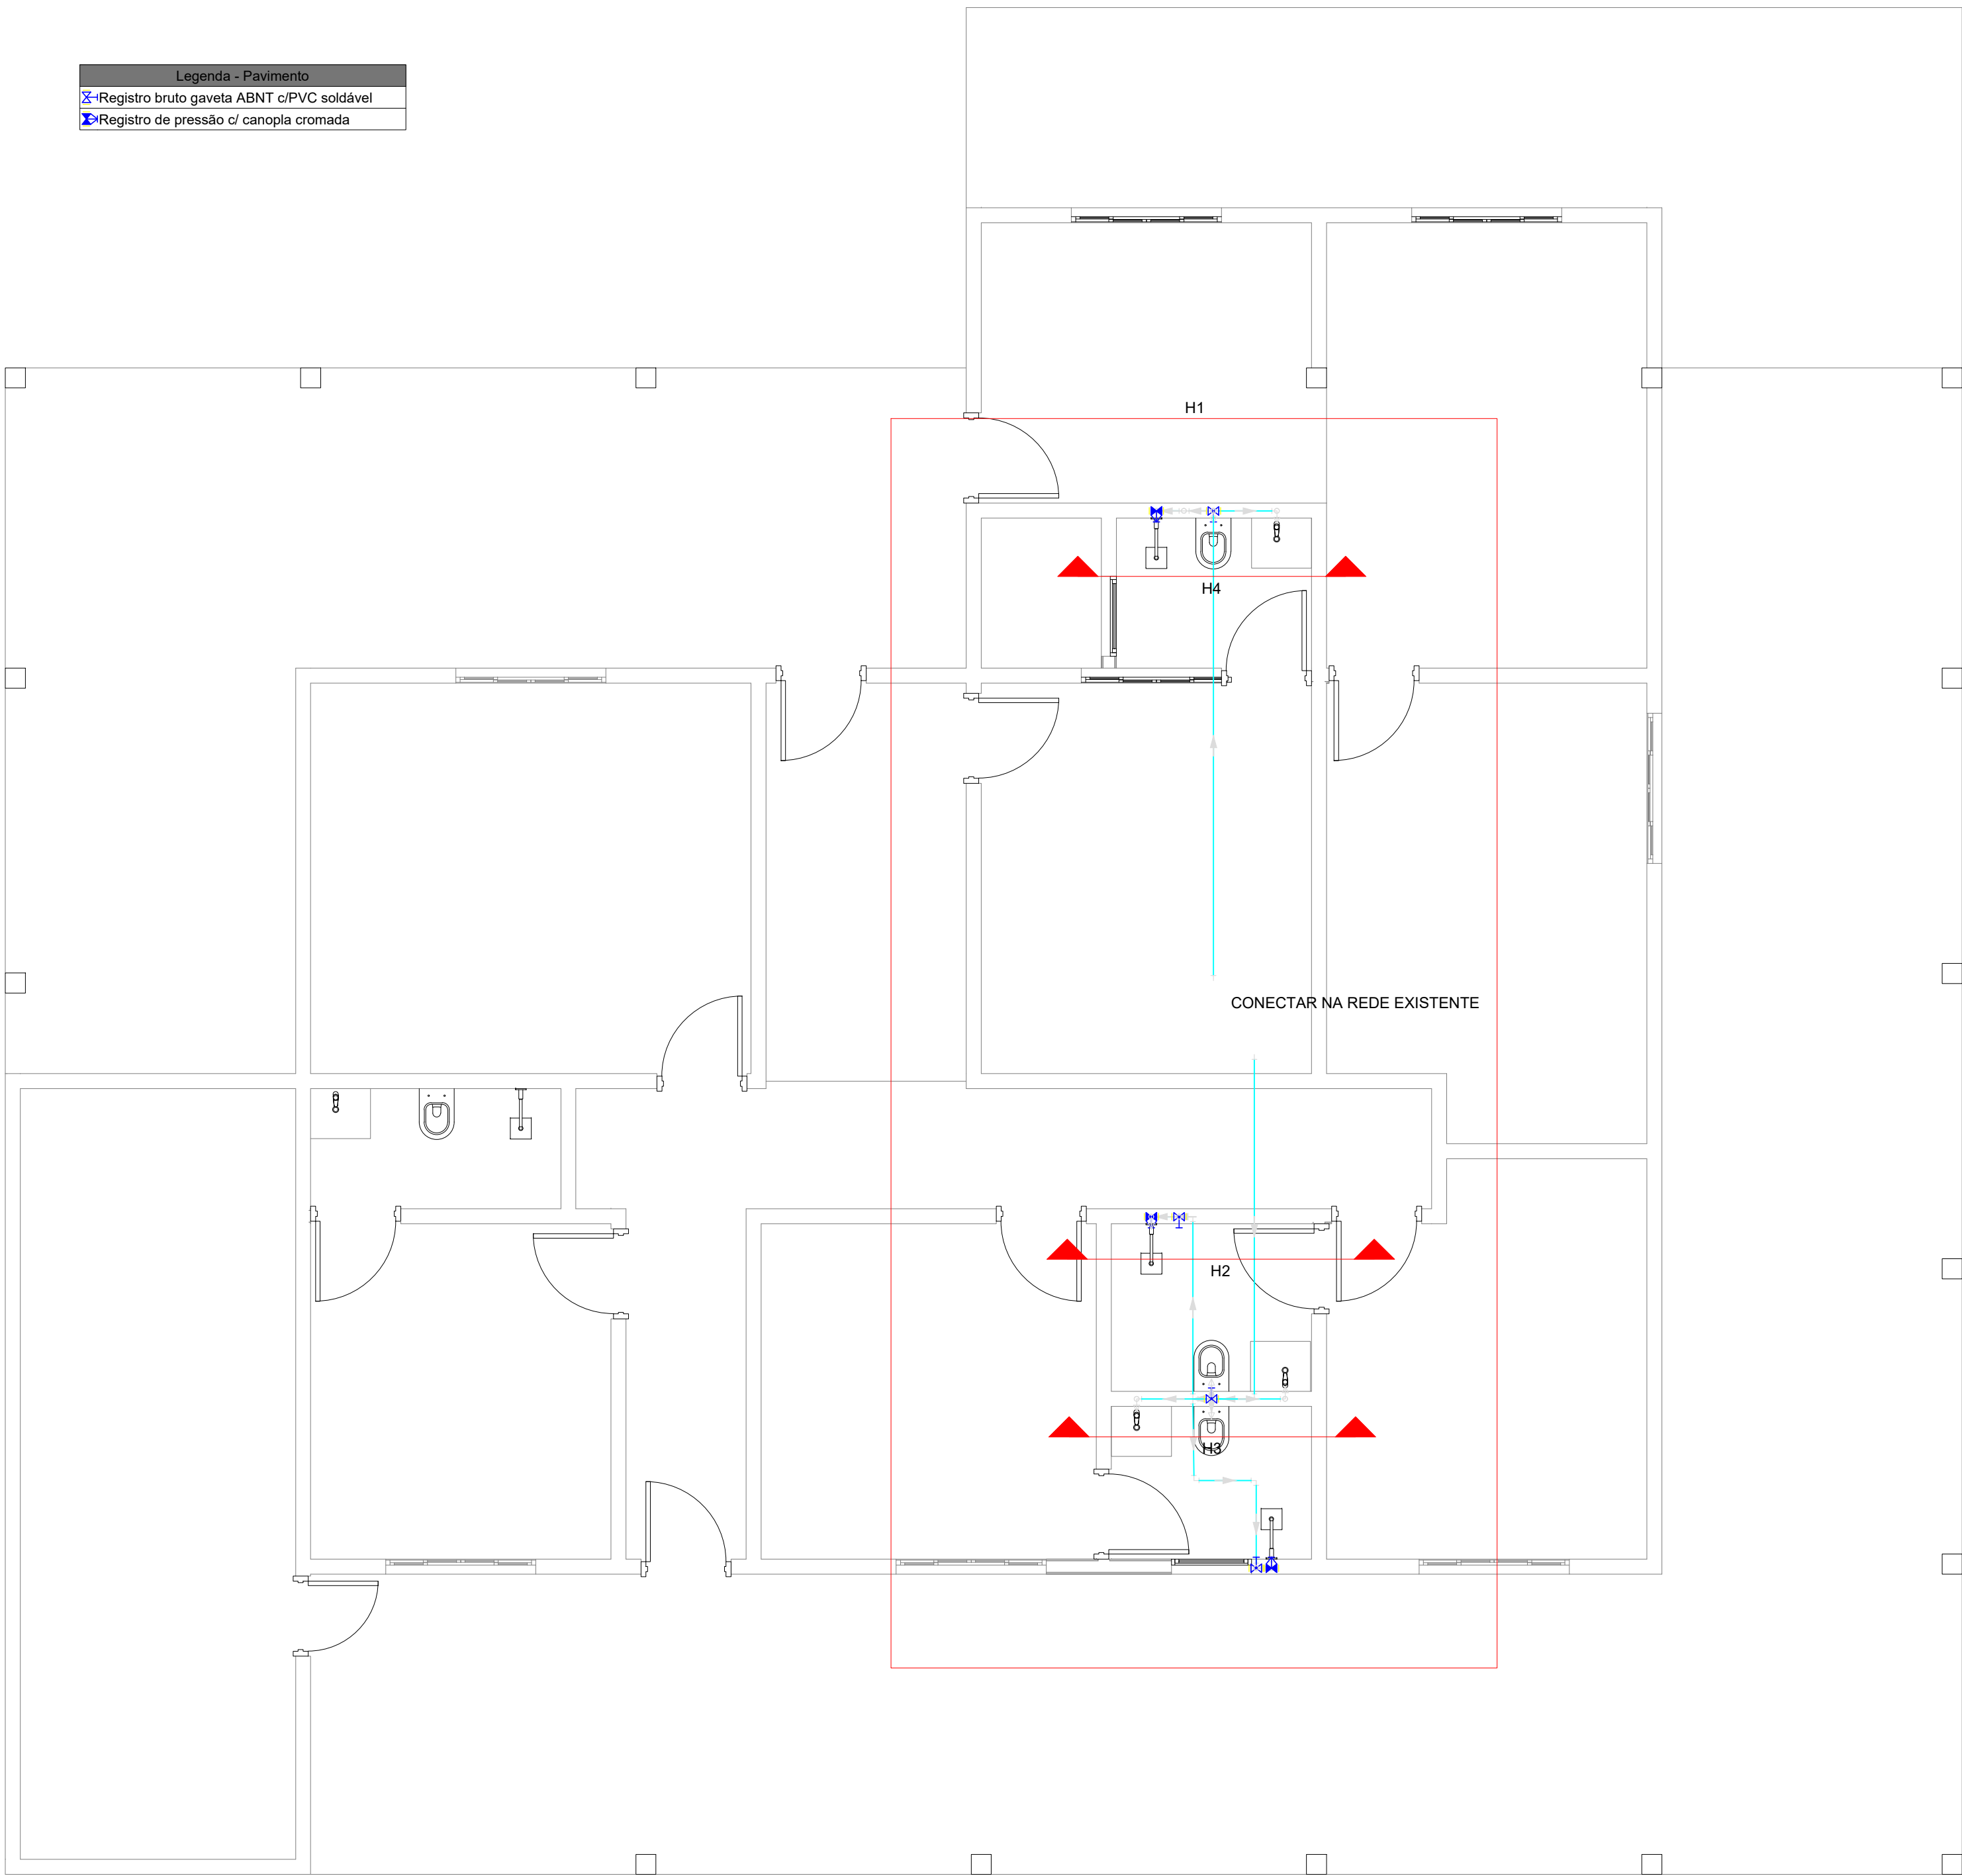 Legenda - Pavimento
Registro bruto gaveta ABNT c/PVC soldável
Registro de pressão c/ canopla cromada
H1
H4
CONECTAR NA REDE EXISTENTE
H2
H3